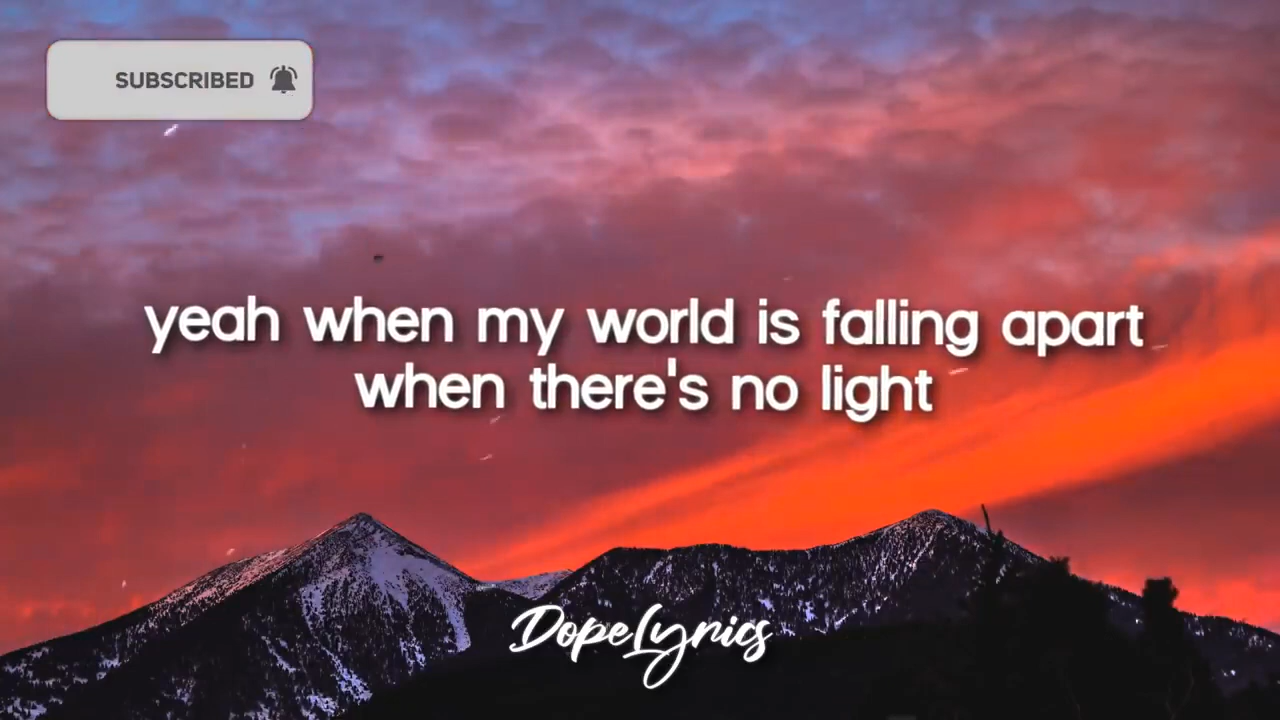 SUBSCRIBED
yeah when my world is falling apart
when there's no light
DopeLyrics